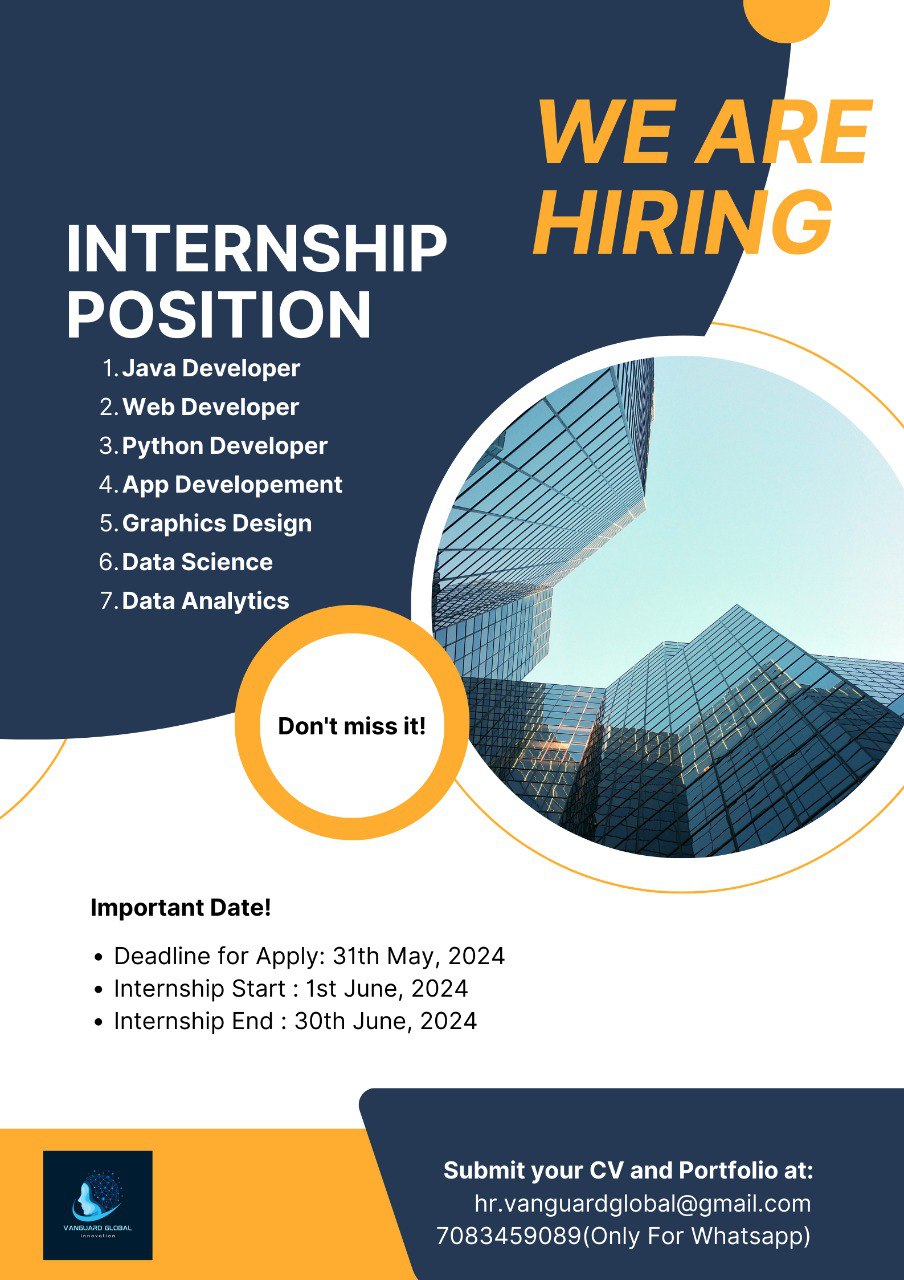 WE ARE
HIRING
INTERNSHIP
POSITION
1. Java Developer
2. Web Developer
3. Python Developer
4. App Developement
5. Graphics Design
6. Data Science
7. Data Analytics
Don't miss it!
Important Date!
• Deadline for Apply: 31th May, 2024
• Internship Start : 1st June, 2024
• Internship End : 30th June, 2024
VANGUARD GLOBAL
innovation
Submit your CV and Portfolio at:
hr.vanguardglobal@gmail.com
7083459089(Only For Whatsapp)